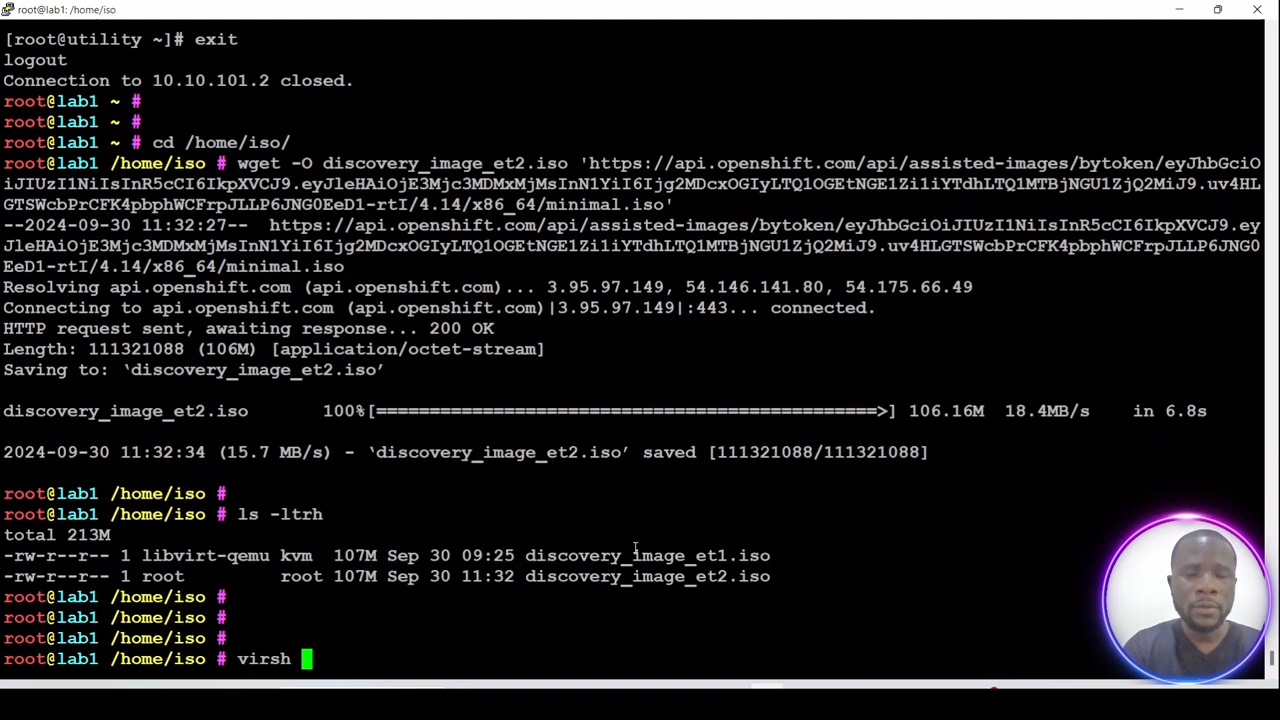 root@lab1: /home/iso
[root@utility ~]# exit
logout
Connection to 10.10.101.2 closed.
root@lab1 ~ #
root@lab1 ~ #
root@lab1 ~ # cd /home/iso/
root@lab1 /home/iso # wget -O discovery_image_et2.iso 'https://api.openshift.com/api/assisted-images/bytoken/eyJhbGciO
iJIUzI1NiIsInR5cCI6IkpXVCJ9.eyJleHAiOjE3Mjc3MDMxMjMsInN1YiI6Ijg2MDcxOGIyLTQ1OGEtNGE1Zi1iYTdhLTQ1MTBjNGU1ZjQ2MiJ9.uv4HL
GTSWcbPrCFK4pbphWCFrpJLLP6JNG0EeD1-rtI/4.14/x86_64/minimal.iso'
--2024-09-30 11:32:27-- https://api.openshift.com/api/assisted-images/bytoken/eyJhbGciOiJIUzI1NiIsInR5cCI6IkpXVCJ9.ey
JleHAiOjE3Mjc3MDMxMjMsInN1YiI6Ijg2MDcxOGIyLTQ1OGEtNGE1Zi1iYTdhLTQ1MTBjNGU1ZjQ2MiJ9.uv4HLGTSWcbPrCFK4pbphWCFrpJLLP6JNG0
EeD1-rtI/4.14/x86_64/minimal.iso
Resolving api.openshift.com (api.openshift.com)... 3.95.97.149, 54.146.141.80, 54.175.66.49
Connecting to api.openshift.com (api.openshift.com)|3.95.97.149|:443... connected.
HTTP request sent, awaiting response... 200 OK
Length: 111321088 (106M) [application/octet-stream]
Saving to: ‘discovery_image_et2.iso’
discovery_image_et2.iso 100%[===============================================>] 106.16M 18.4MB/s in 6.8s
2024-09-30 11:32:34 (15.7 MB/s) - ‘discovery_image_et2.iso’ saved [111321088/111321088]
root@lab1 /home/iso #
root@lab1 /home/iso # ls -ltrh
total 213M
-rw-r--r-- 1 libvirt-qemu kvm 107M Sep 30 09:25 discovery_image_et1.iso
-rw-r--r-- 1 root root 107M Sep 30 11:32 discovery_image_et2.iso
root@lab1 /home/iso #
root@lab1 /home/iso #
root@lab1 /home/iso #
root@lab1 /home/iso # virsh